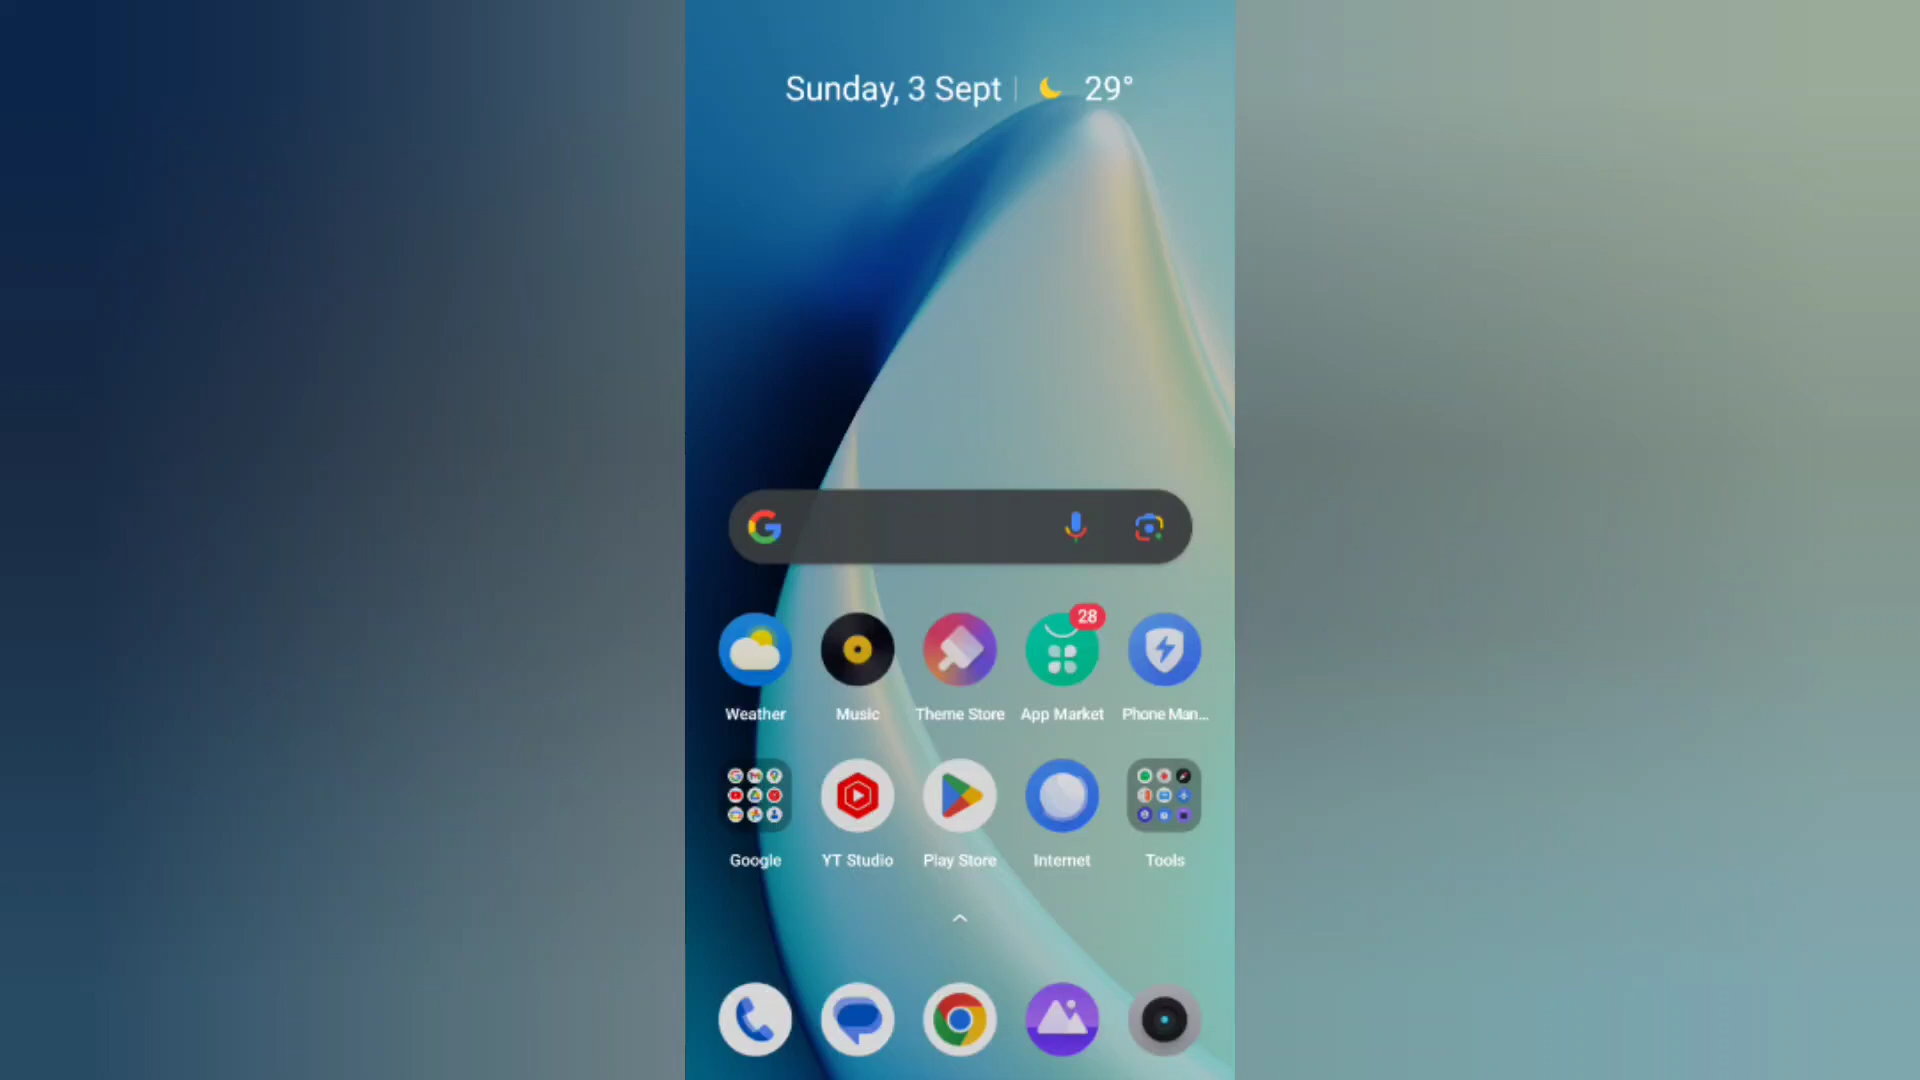 Sunday, 3 Sept | 29°
28
Weather Music Theme Store App Market Phone Man...
Google YT Studio Play Store Internet Tools